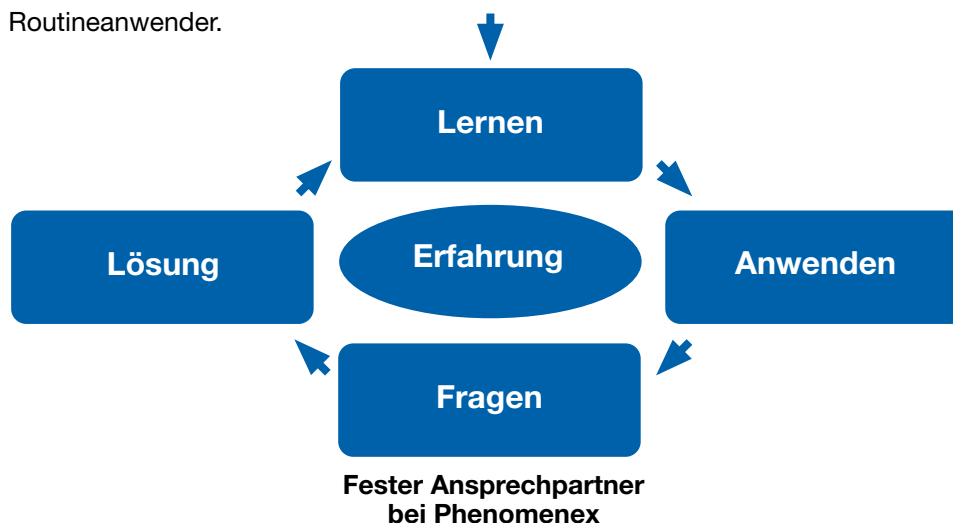 Routineanwender.
Lernen
Lösung
Erfahrung
Anwenden
Fragen
Fester Ansprechpartner
bei Phenomenex